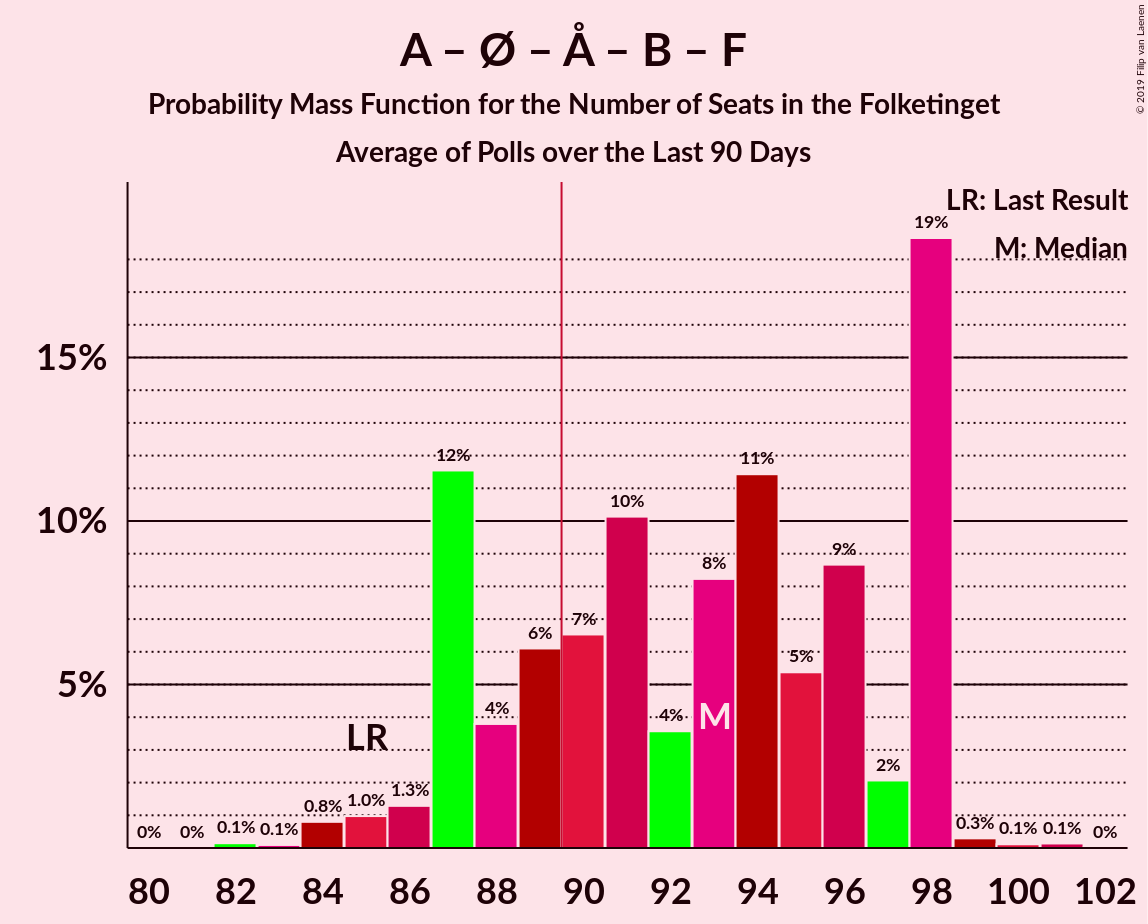 A – Ø – Å – B – F
Probability Mass Function for the Number of Seats in the Folketinget
Average of Polls over the Last 90 Days
© 2019 Filip van Laenen
LR: Last Result
M: Median
15%
10%
5%
0%
0%
0.1%
0.1%
0.8%
1.0%
1.3%
12%
4%
6%
7%
10%
4%
8%
11%
5%
9%
2%
19%
0.3%
0.1%
0.1%
0%
LR
M
80 82 84 86 88 90 92 94 96 98 100 102